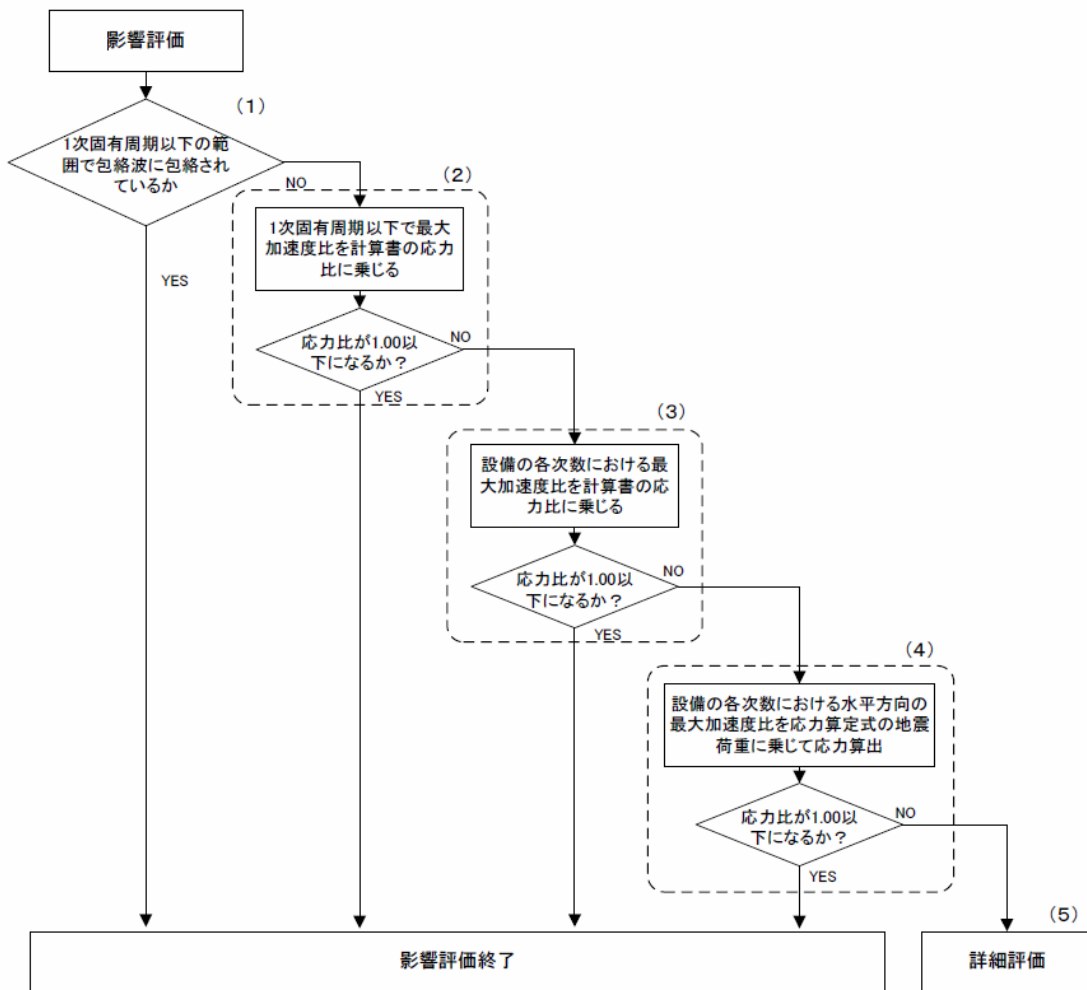 影響評価
(1)
1次固有周期以下の範
囲で包絡波に包絡され
ているか
NO
YES
(2)
1次固有周期以下で最大
加速度比を計算書の応力
比に乗じる
応力比が1.00以
下になるか？
NO
YES
(3)
設備の各次数における最
大加速度比を計算書の応
力比に乗じる
応力比が1.00以
下になるか？
NO
YES
(4)
設備の各次数における水平方向の
最大加速度比を応力算定式の地震
荷重に乗じて応力算出
応力比が1.00以
下になるか？
NO
YES
(5)
影響評価終了
詳細評価